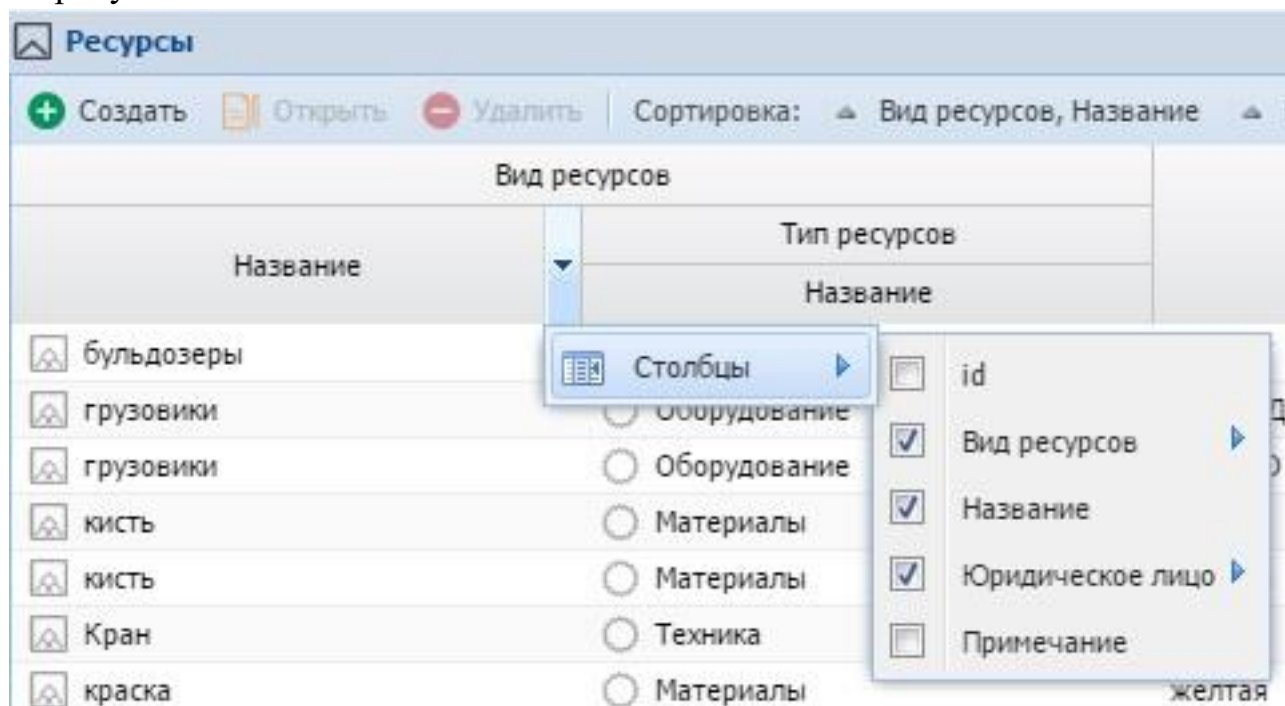 Ресурсы
Создать Открыть Удалить Сортировка: Вид ресурсов, Название
Вид ресурсов
Тип ресурсов
Название
Название
бульдозеры
Столбцы
id
грузовики
Оборудование
Вид ресурсов
грузовики
Оборудование
Название
кисть
Материалы
Юридическое лицо
кисть
Материалы
Примечание
Кран
Техника
краска
Материалы
желтая